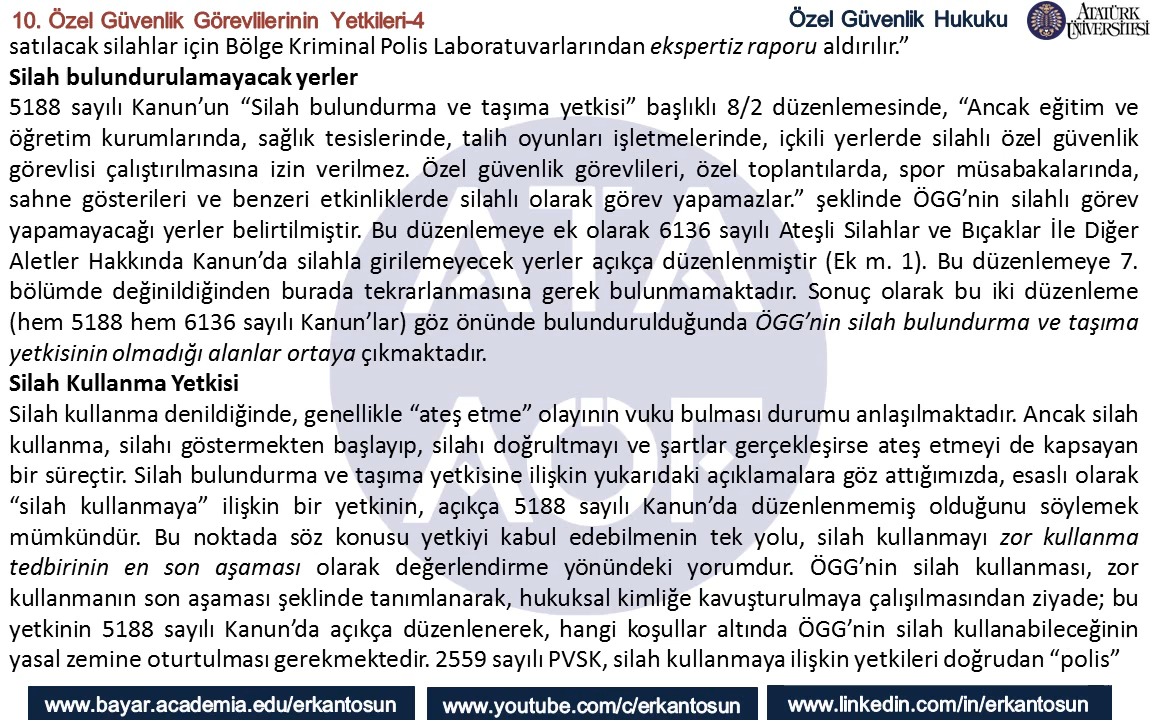 10. Özel Güvenlik Görevlilerinin Yetkileri-4
Özel Güvenlik Hukuku
ATATÜRK
ÜNİVERSİTESİ
satılacak silahlar için Bölge Kriminal Polis Laboratuvarlarından ekspertiz raporu aldırılır.”
Silah bulundurulamayacak yerler
5188 sayılı Kanun’un “Silah bulundurma ve taşıma yetkisi” başlıklı 8/2 düzenlemesinde, “Ancak eğitim ve
öğretim kurumlarında, sağlık tesislerinde, talih oyunları işletmelerinde, içkili yerlerde silahlı özel güvenlik
görevlisi çalıştırılmasına izin verilmez. Özel güvenlik görevlileri, özel toplantılarda, spor müsabakalarında,
sahne gösterileri ve benzeri etkinliklerde silahlı olarak görev yapamazlar.” şeklinde ÖGG’nin silahlı görev
yapamayacağı yerler belirtilmiştir. Bu düzenlemeye ek olarak 6136 sayılı Ateşli Silahlar ve Bıçaklar İle Diğer
Aletler Hakkında Kanun’da silahla girilemeyecek yerler açıkça düzenlenmiştir (Ek m. 1). Bu düzenlemeye 7.
bölümde değinildiğinden burada tekrarlanmasına gerek bulunmamaktadır. Sonuç olarak bu iki düzenleme
(hem 5188 hem 6136 sayılı Kanun’lar) göz önünde bulundurulduğunda ÖGG’nin silah bulundurma ve taşıma
yetkisinin olmadığı alanlar ortaya çıkmaktadır.
Silah Kullanma Yetkisi
Silah kullanma denildiğinde, genellikle “ateş etme” olayının vuku bulması durumu anlaşılmaktadır. Ancak silah
kullanma, silahı göstermekten başlayıp, silahı doğrultmayı ve şartlar gerçekleşirse ateş etmeyi de kapsayan
bir süreçtir. Silah bulundurma ve taşıma yetkisine ilişkin yukarıdaki açıklamalara göz attığımızda, esaslı olarak
“silah kullanmaya” ilişkin bir yetkinin, açıkça 5188 sayılı Kanun’da düzenlenmemiş olduğunu söylemek
mümkündür. Bu noktada söz konusu yetkiyi kabul edebilmenin tek yolu, silah kullanmayı zor kullanma
tedbirinin en son aşaması olarak değerlendirme yönündeki yorumdur. ÖGG’nin silah kullanması, zor
kullanmanın son aşaması şeklinde tanımlanarak, hukuksal kimliğe kavuşturulmaya çalışılmasından ziyade; bu
yetkinin 5188 sayılı Kanun’da açıkça düzenlenerek, hangi koşullar altında ÖGG’nin silah kullanabileceğinin
yasal zemine oturtulması gerekmektedir. 2559 sayılı PVSK, silah kullanmaya ilişkin yetkileri doğrudan “polis”
ATA
AÖF
www.bayar.academia.edu/erkantosun
www.youtube.com/c/erkantosun
www.linkedin.com/in/erkantosun